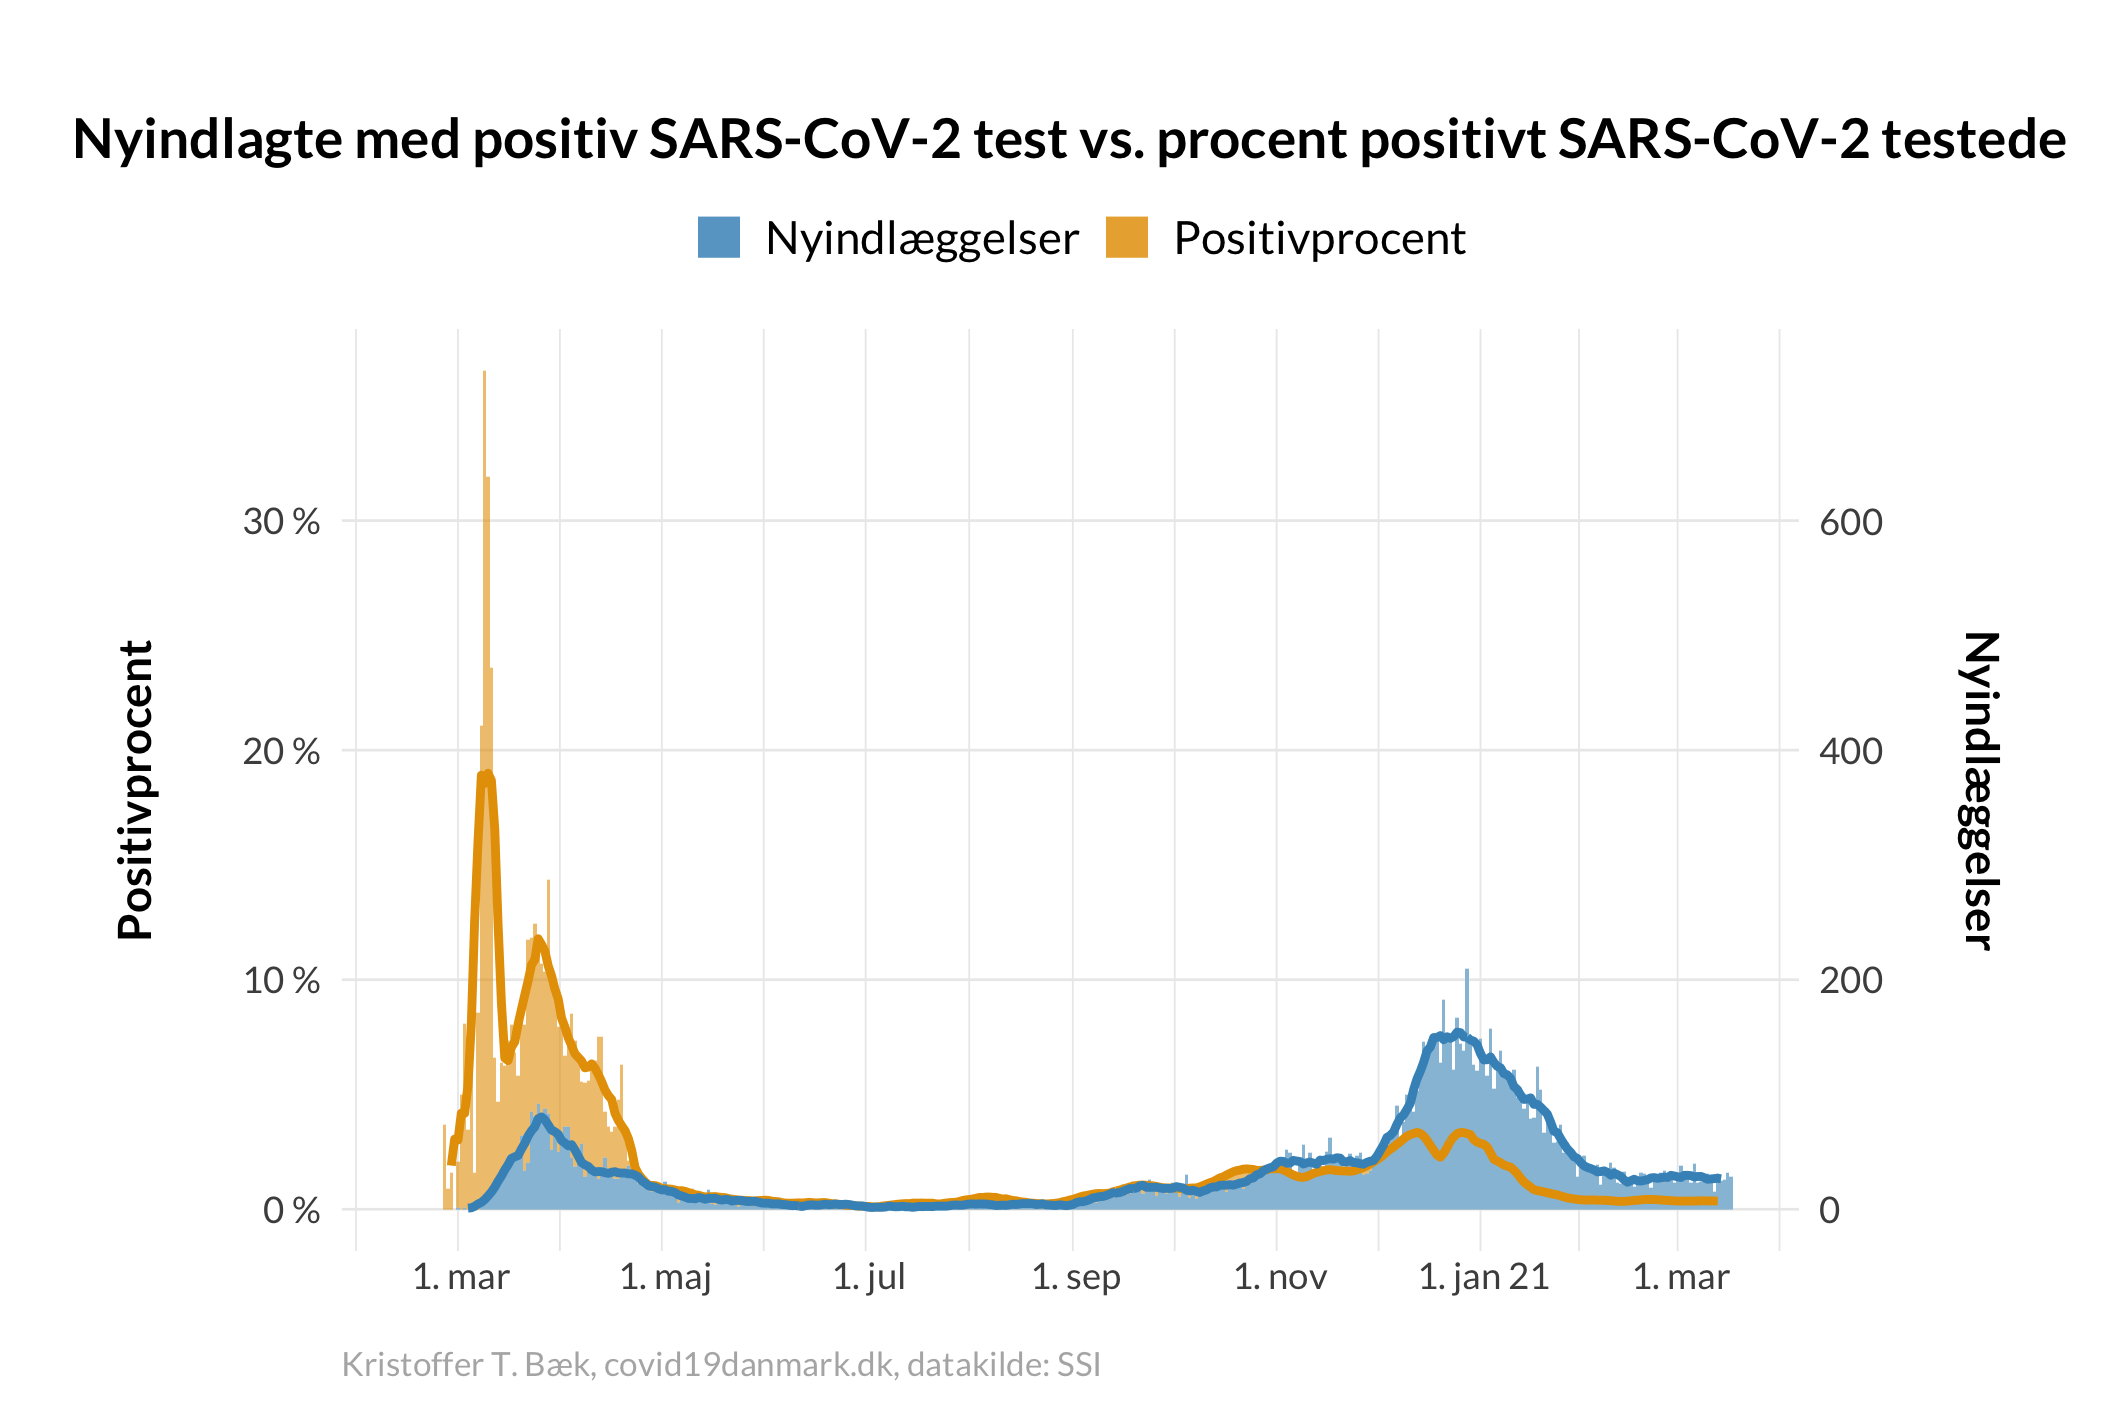 Nyindlagte med positiv SARS-CoV-2 test vs. procent positivt SARS-CoV-2 testede
Nyindlæggelser Positivprocent
Positivprocent
30 %
20 %
10 %
0 %
600
400
200
0
Nyindlæggelser
1. mar 1. maj 1. jul 1. sep 1. nov 1. jan 21 1. mar
Kristoffer T. Bæk, covid19danmark.dk, datakilde: SSI